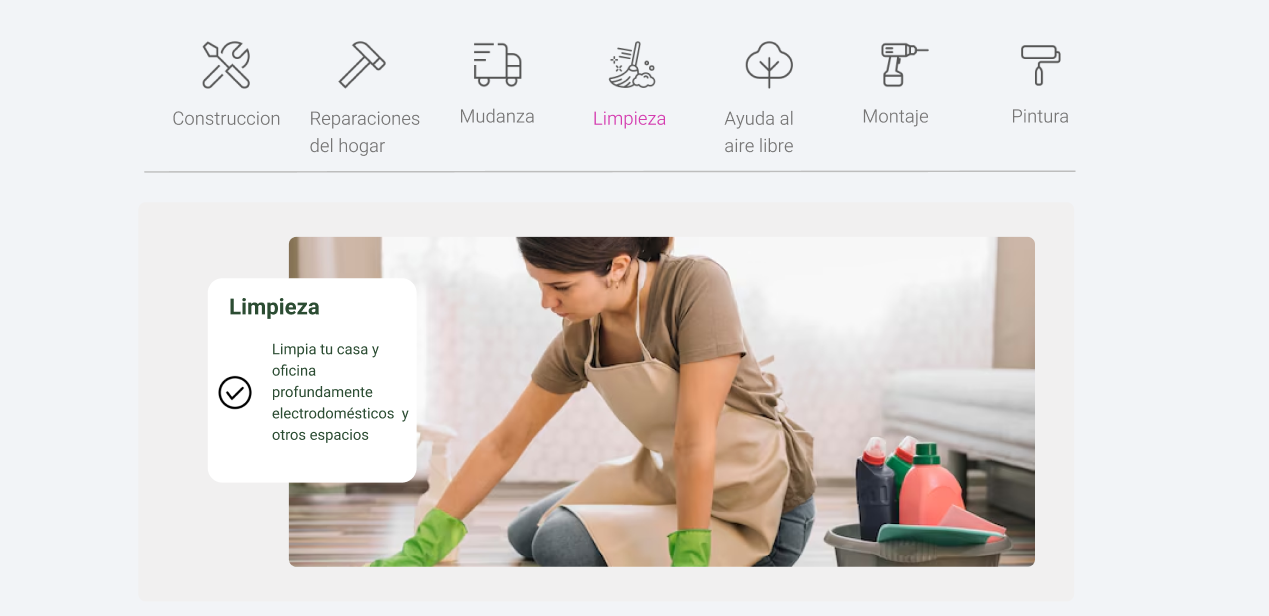 Construccion
Reparaciones
del hogar
Mudanza
Limpieza
Ayuda al
aire libre
Montaje
Pintura
Limpieza
Limpia tu casa y
oficina
profundamente
electrodomésticos y
otros espacios